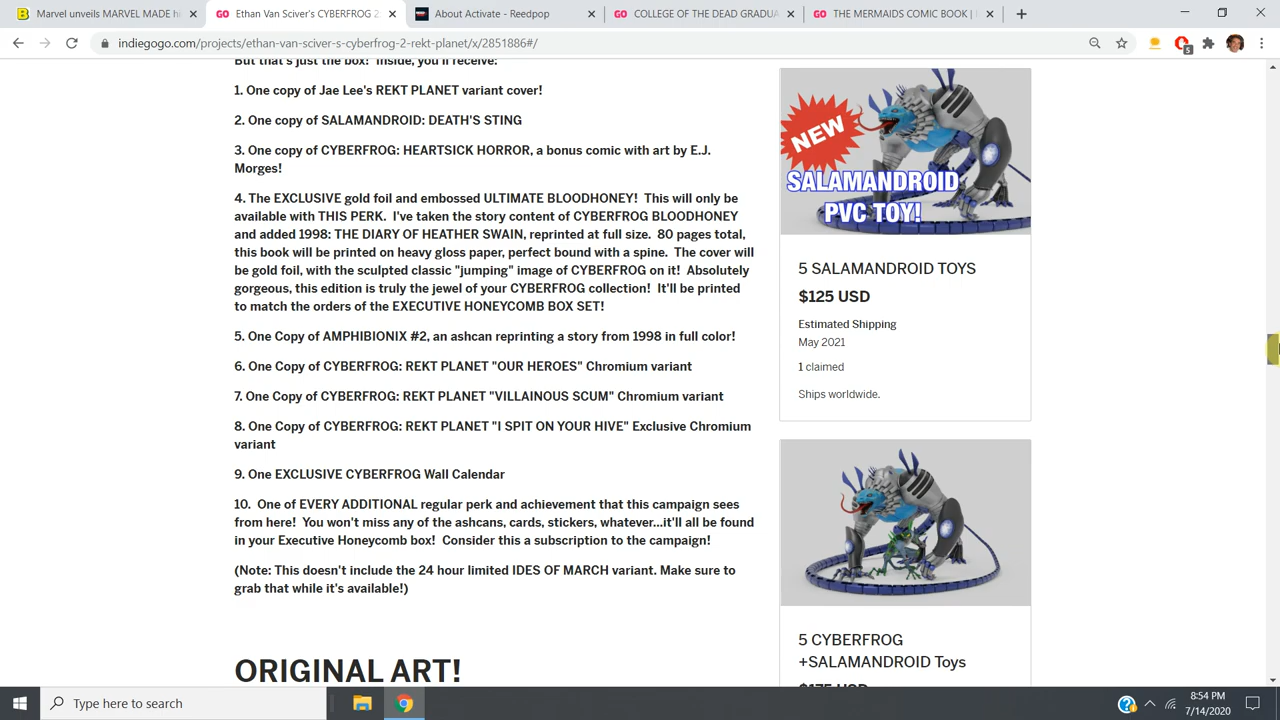 Marvel unveils MARVEL MADE hi
Ethan Van Sciver's CYBERFROG 2
About Activate - Reedpop
COLLEGE OF THE DEAD GRADUA
THE MERMAIDS COMIC BOOK | I
indiegogo.com/projects/ethan-van-sciver-s-cyberfrog-2-rekt-planet/x/2851886#/
5
But that's just the box! Inside, you'll receive:
1. One copy of Jae Lee's REKT PLANET variant cover!
2. One copy of SALAMANDROID: DEATH'S STING
3. One copy of CYBERFROG: HEARTSICK HORROR, a bonus comic with art by E.J.
Morges!
4. The EXCLUSIVE gold foil and embossed ULTIMATE BLOODHONEY! This will only be
available with THIS PERK. I've taken the story content of CYBERFROG BLOODHONEY
and added 1998: THE DIARY OF HEATHER SWAIN, reprinted at full size. 80 pages total,
this book will be printed on heavy gloss paper, perfect bound with a spine. The cover will
be gold foil, with the sculpted classic "jumping" image of CYBERFROG on it! Absolutely
gorgeous, this edition is truly the jewel of your CYBERFROG collection! It'll be printed
to match the orders of the EXECUTIVE HONEYCOMB BOX SET!
5. One Copy of AMPHIBIONIX #2, an ashcan reprinting a story from 1998 in full color!
6. One Copy of CYBERFROG: REKT PLANET "OUR HEROES" Chromium variant
7. One Copy of CYBERFROG: REKT PLANET "VILLAINOUS SCUM" Chromium variant
8. One Copy of CYBERFROG: REKT PLANET "I SPIT ON YOUR HIVE" Exclusive Chromium
variant
9. One EXCLUSIVE CYBERFROG Wall Calendar
10. One of EVERY ADDITIONAL regular perk and achievement that this campaign sees
from here! You won't miss any of the ashcans, cards, stickers, whatever...it'll all be found
in your Executive Honeycomb box! Consider this a subscription to the campaign!
(Note: This doesn't include the 24 hour limited IDES OF MARCH variant. Make sure to
grab that while it's available!)
ORIGINAL ART!
NEW
SALAMANDROID
PVC TOY!
5 SALAMANDROID TOYS
$125 USD
Estimated Shipping
May 2021
1 claimed
Ships worldwide.
5 CYBERFROG
+SALAMANDROID Toys
$175 USD
Type here to search
8:54 PM
7/14/2020